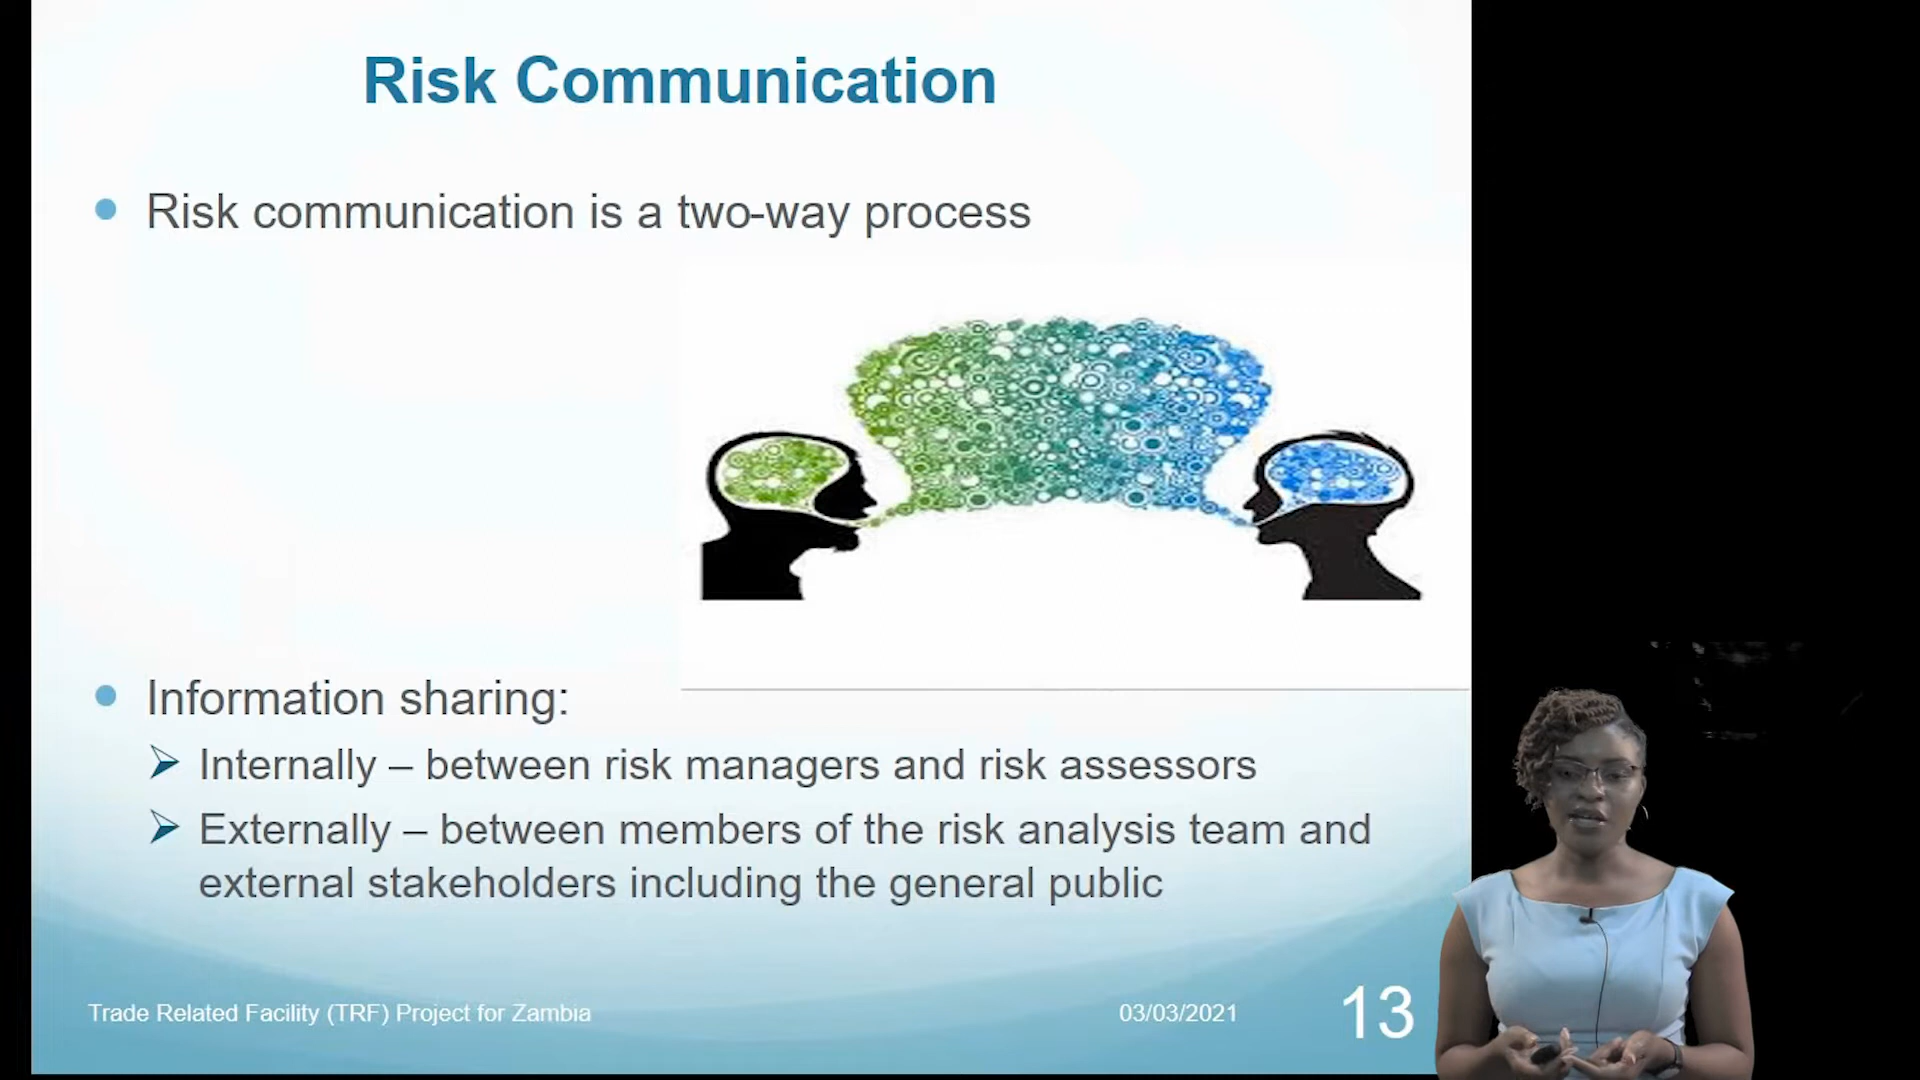 Risk Communication
Risk communication is a two-way process
Information sharing:
Internally – between risk managers and risk assessors
Externally – between members of the risk analysis team and
external stakeholders including the general public
Trade Related Facility (TRF) Project for Zambia
03/03/2021
13